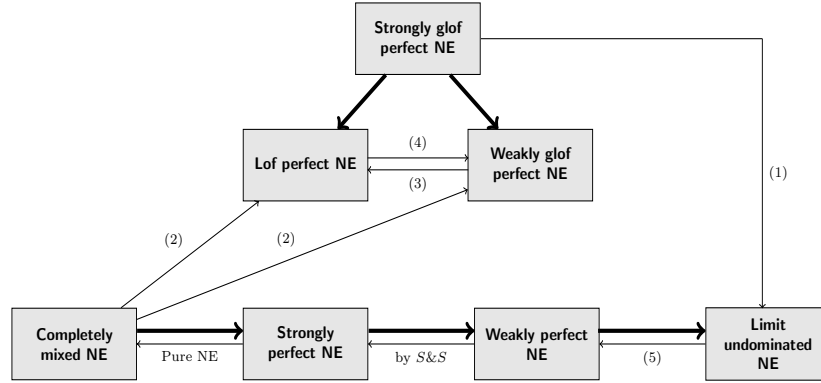 Strongly glof
perfect NE
(4)
Lof perfect NE
Weakly glof
perfect NE
(3)
(1)
(2)
(2)
Completely
mixed NE
Strongly
perfect NE
Weakly perfect
NE
Limit
undominated
NE
Pure NE
by S&S
(5)